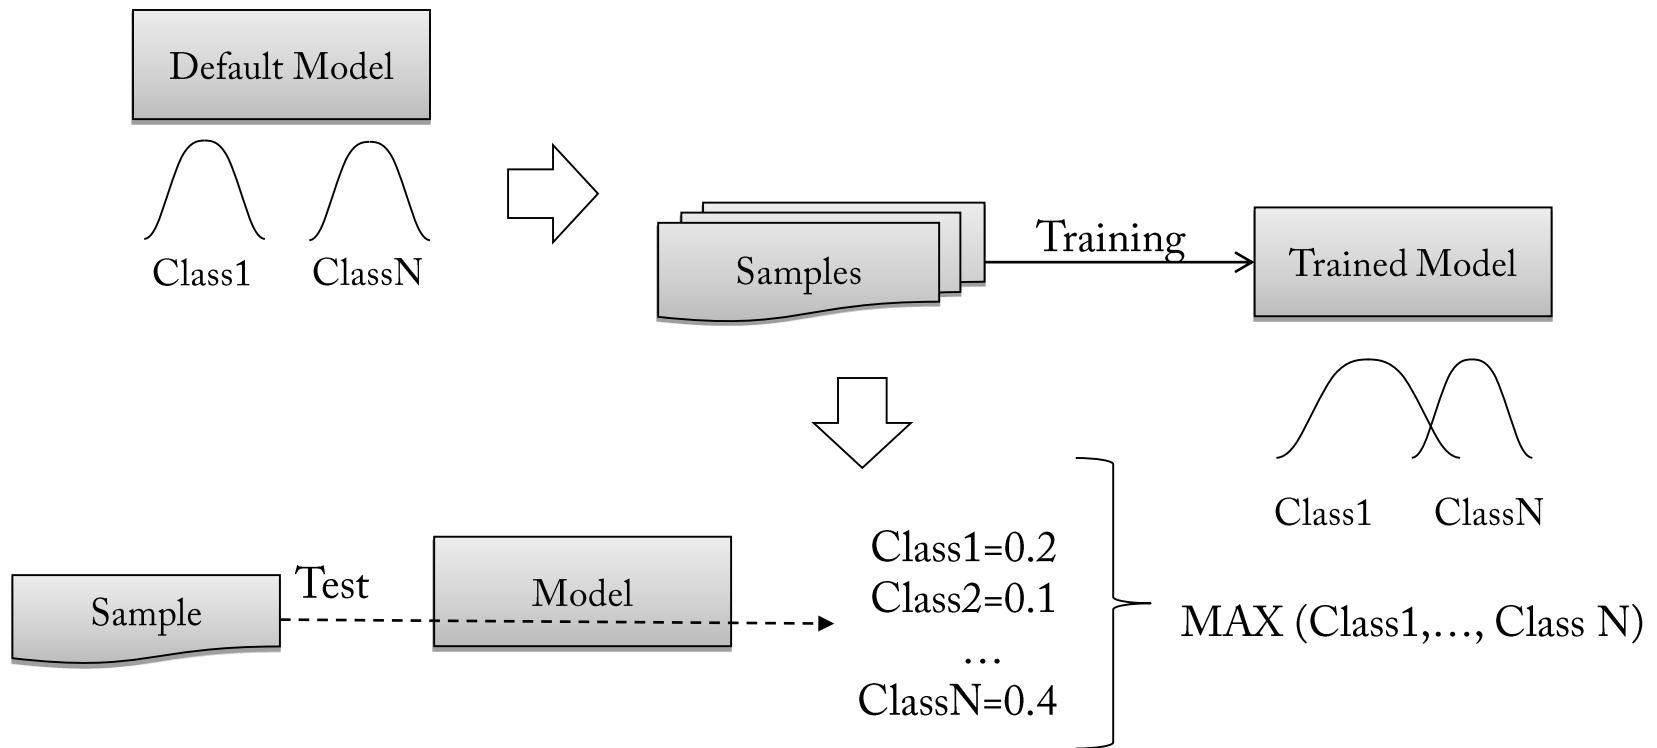 Default Model
Class1
ClassN
Samples
Training
Trained Model
Class1
ClassN
Sample
Test
Model
Class1=0.2
Class2=0.1
...
ClassN=0.4
MAX (Class1,..., Class N)